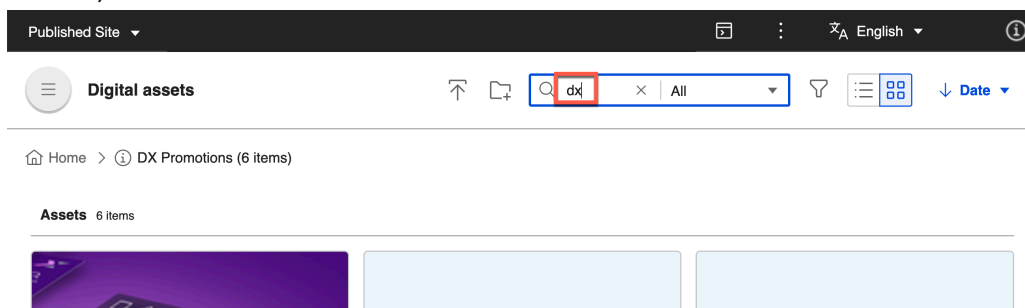 Published Site
English
Digital assets
dx
All
Date
Home > DX Promotions (6 items)
Assets 6 items